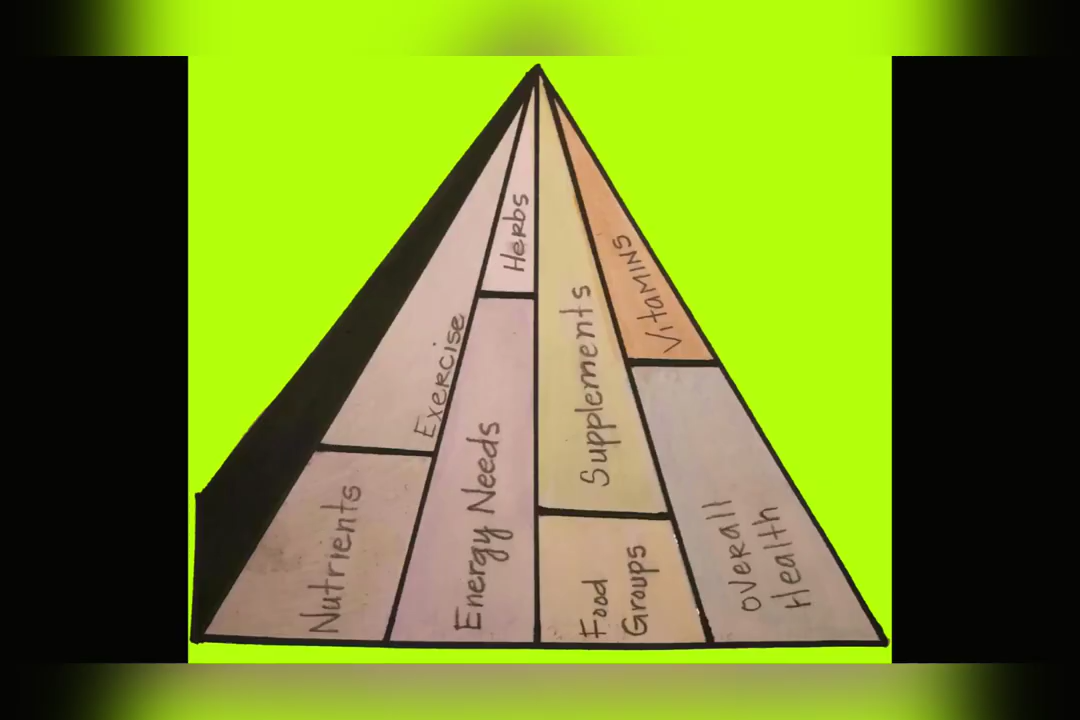 Nutrients
Exercise
Energy Needs
Herbs
Supplements
Food
Groups
VitAMINS
OVERAll
Health